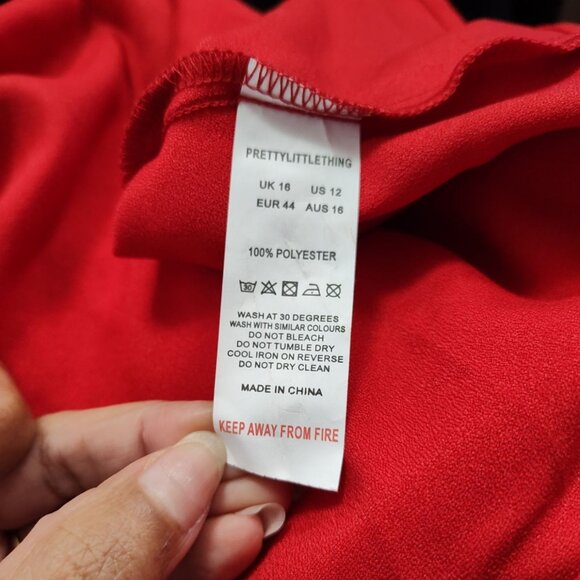 PRETTYLITTLETHING
UK 16 US 12
EUR 44 AUS 16
100% POLYESTER
30
WASH AT 30 DEGREES
WASH WITH SIMILAR COLOURS
DO NOT BLEACH
DO NOT TUMBLE DRY
COOL IRON ON REVERSE
DO NOT DRY CLEAN
MADE IN CHINA
KEEP AWAY FROM FIRE